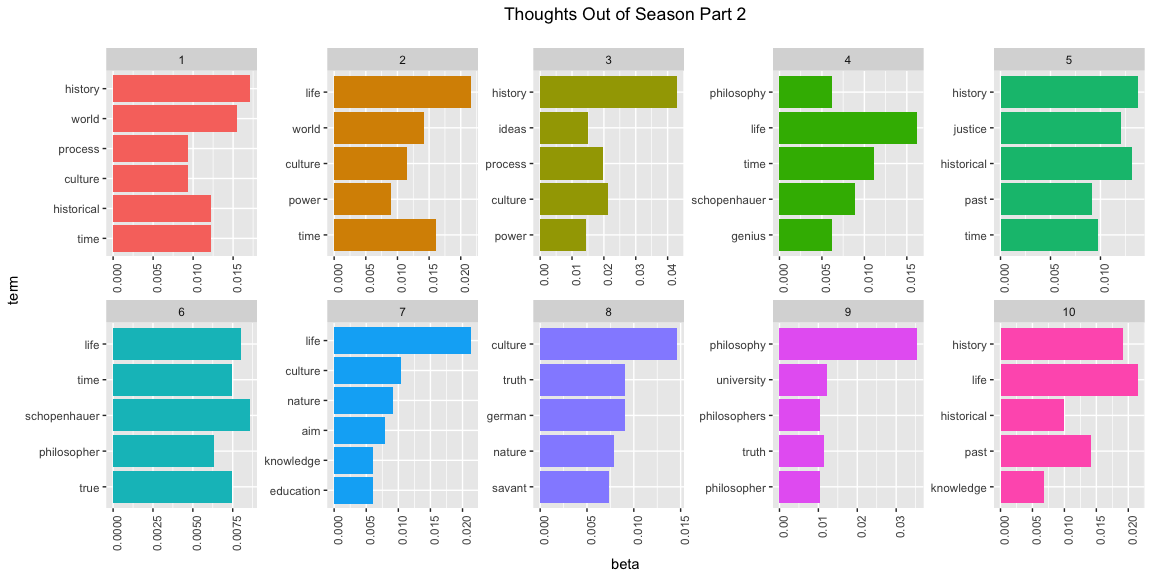 Thoughts Out of Season Part 2
term
1
history
world
process
culture
historical
time
0.000 0.005 0.010 0.015
2
life
world
culture
power
time
0.000 0.005 0.010 0.015 0.020
3
history
ideas
process
culture
power
0.00 0.01 0.02 0.03 0.04
4
philosophy
life
time
schopenhauer
genius
0.000 0.005 0.010 0.015
5
history
justice
historical
past
time
0.000 0.005 0.010
6
life
time
schopenhauer
philosopher
true
0.0000 0.0025 0.0050 0.0075
7
life
culture
nature
aim
knowledge
education
0.000 0.005 0.010 0.015 0.020
8
culture
truth
german
nature
savant
0.000 0.005 0.010 0.015
9
philosophy
university
philosophers
truth
philosopher
0.00 0.01 0.02 0.03
10
history
life
historical
past
knowledge
0.000 0.005 0.010 0.015 0.020
beta